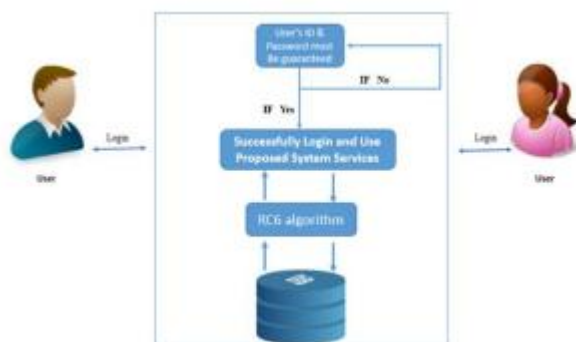 User's ID &
Password must
Be guaranteed
IF No
IF Yes
Login
Successfully Login and Use
Proposed System Services
Login
User
User
RC6 algorithm